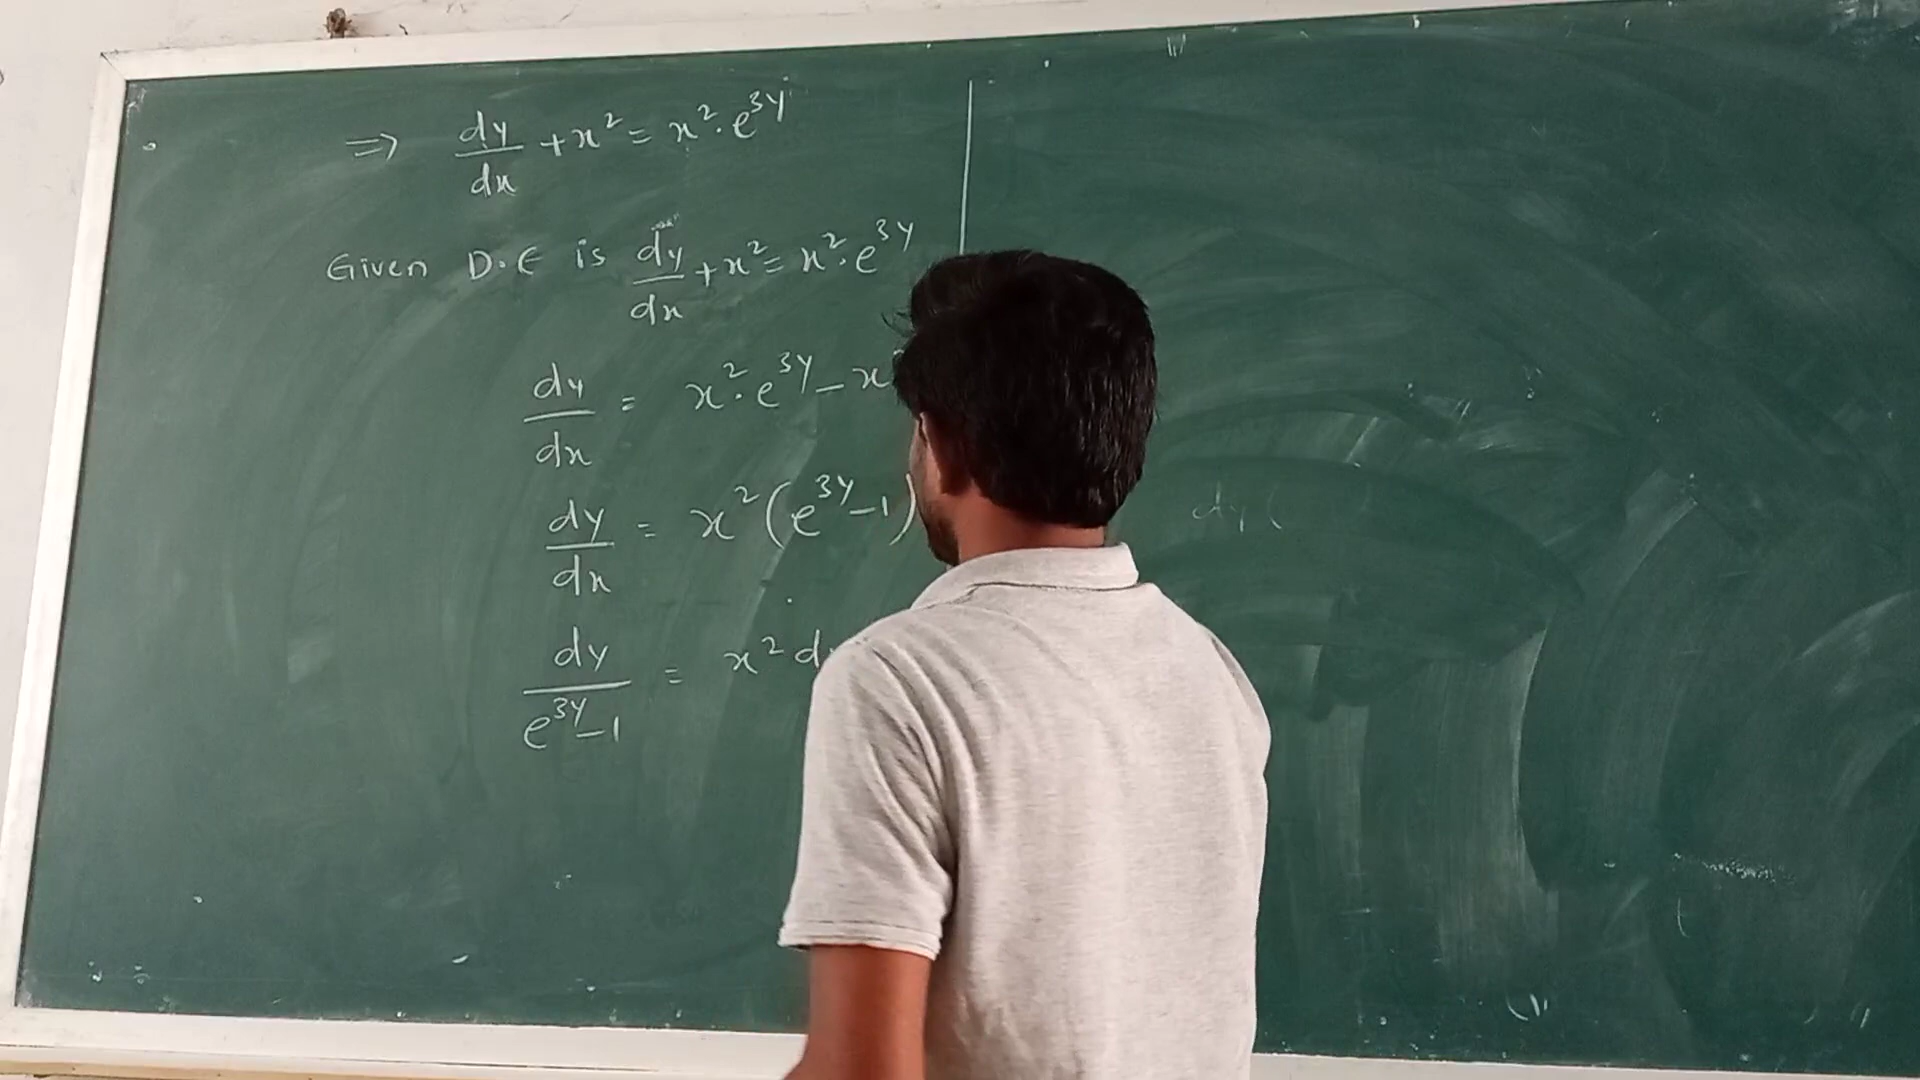 ⇒ dy/dx + x² = x². e^3y
Given D.E is dy/dx + x² = x². e^3y
dy/dx = x². e^3y - x
dy/dx = x² (e^3y - 1)
dy/(e^3y - 1) = x² d
dy (